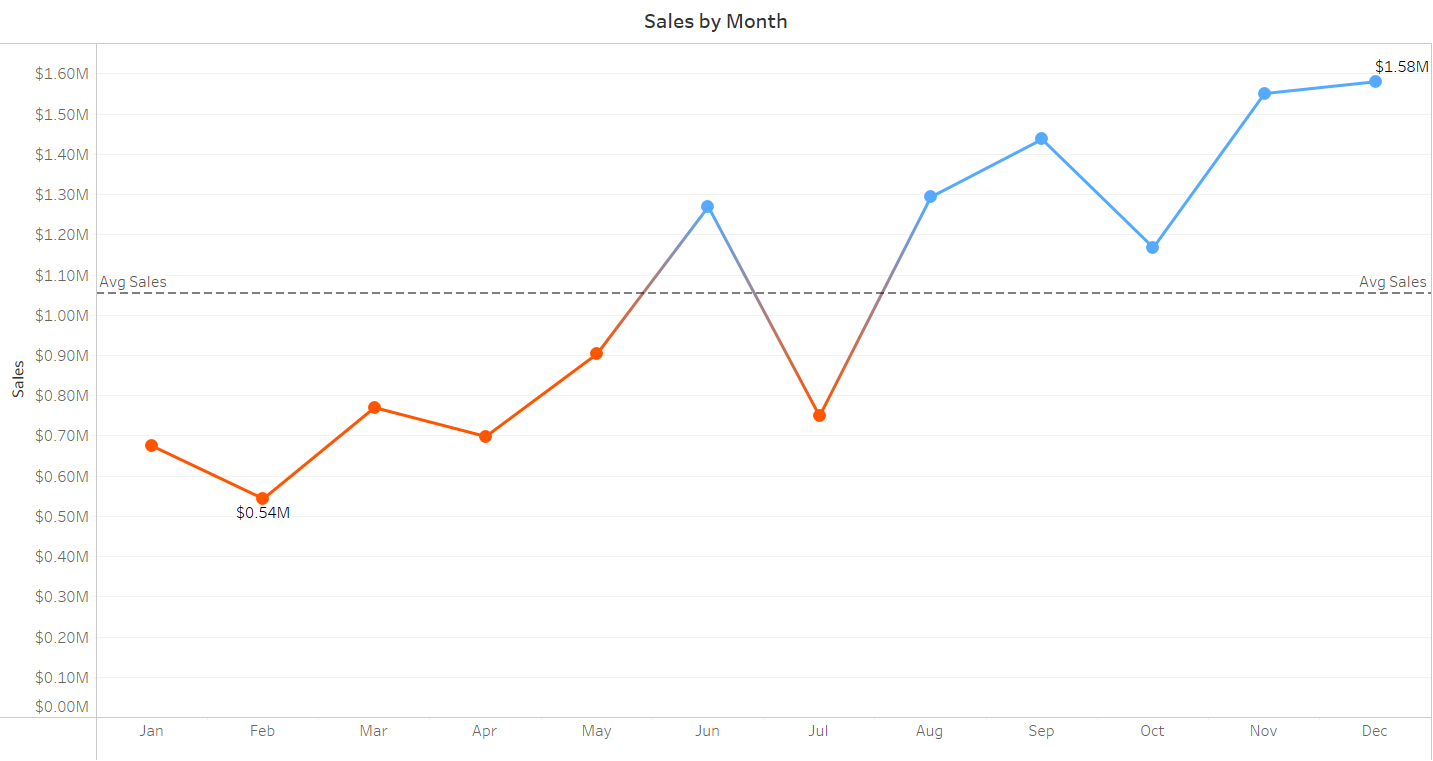 Sales by Month
$1.60M
$1.58M
$1.50M
$1.40M
$1.30M
$1.20M
$1.10M
Avg Sales
Avg Sales
$1.00M
$0.90M
Sales
$0.80M
$0.70M
$0.60M
$0.54M
$0.50M
$0.40M
$0.30M
$0.20M
$0.10M
$0.00M
Jan Feb Mar Apr May Jun Jul Aug Sep Oct Nov Dec